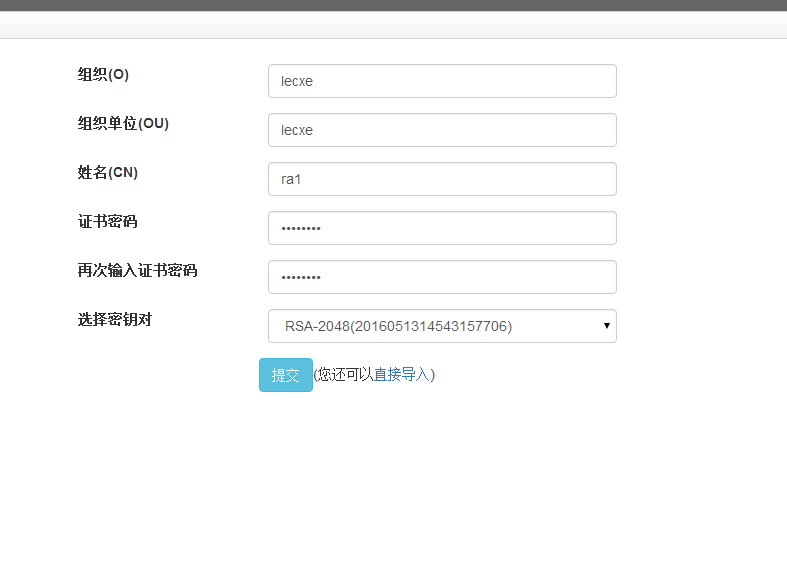 组织(O)
lecxe
组织单位(OU)
lecxe
姓名(CN)
ra1
证书密码
••••••••
再次输入证书密码
••••••••
选择密钥对
RSA-2048(2016051314543157706)
提交(您还可以直接导入)